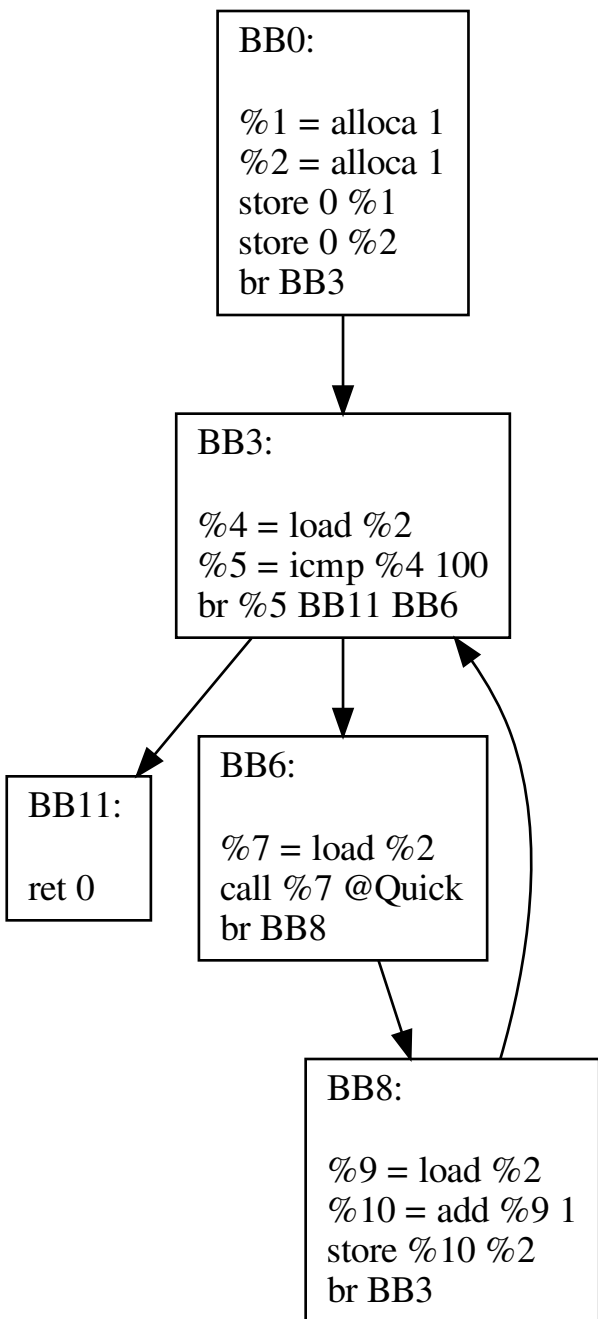 BB0:
%1 = alloca 1
%2 = alloca 1
store 0 %1
store 0 %2
br BB3
BB3:
%4 = load %2
%5 = icmp %4 100
br %5 BB11 BB6
BB11:
ret 0
BB6:
%7 = load %2
call %7 @Quick
br BB8
BB8:
%9 = load %2
%10 = add %9 1
store %10 %2
br BB3